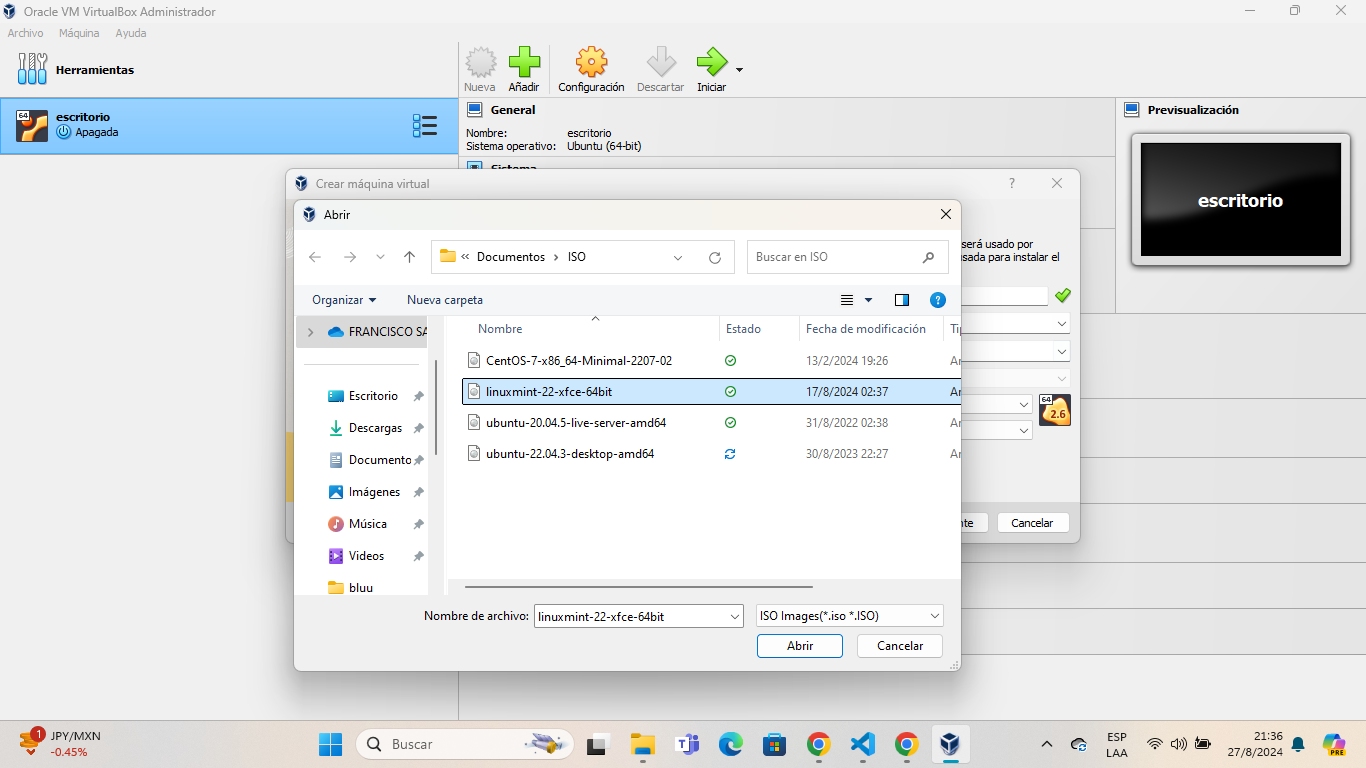 Oracle VM VirtualBox Administrador
Archivo Máquina Ayuda
Herramientas
Nueva Añadir Configuración Descartar Iniciar
64
escritorio
Apagada
General
Nombre: escritorio
Sistema operativo: Ubuntu (64-bit)
Sistema
Previsualización
escritorio
Crear máquina virtual
?
será usado por
usada para instalar el
64
2.6
nte
Cancelar
Abrir
« Documentos › ISO
Buscar en ISO
Organizar Nueva carpeta
?
FRANCISCO SA
Escritorio
Descargas
Documento
Imágenes
Música
Videos
bluu
Nombre Estado Fecha de modificación Ti
CentOS-7-x86_64-Minimal-2207-02 13/2/2024 19:26 Ar
linuxmint-22-xfce-64bit 17/8/2024 02:37 Ar
ubuntu-20.04.5-live-server-amd64 31/8/2022 02:38 Ar
ubuntu-22.04.3-desktop-amd64 30/8/2023 22:27 Ar
Nombre de archivo: linuxmint-22-xfce-64bit ISO Images(*.iso *.ISO)
Abrir Cancelar
1
JPY/MXN
-0.45%
Buscar
ESP
LAA
21:36
27/8/2024
PRE